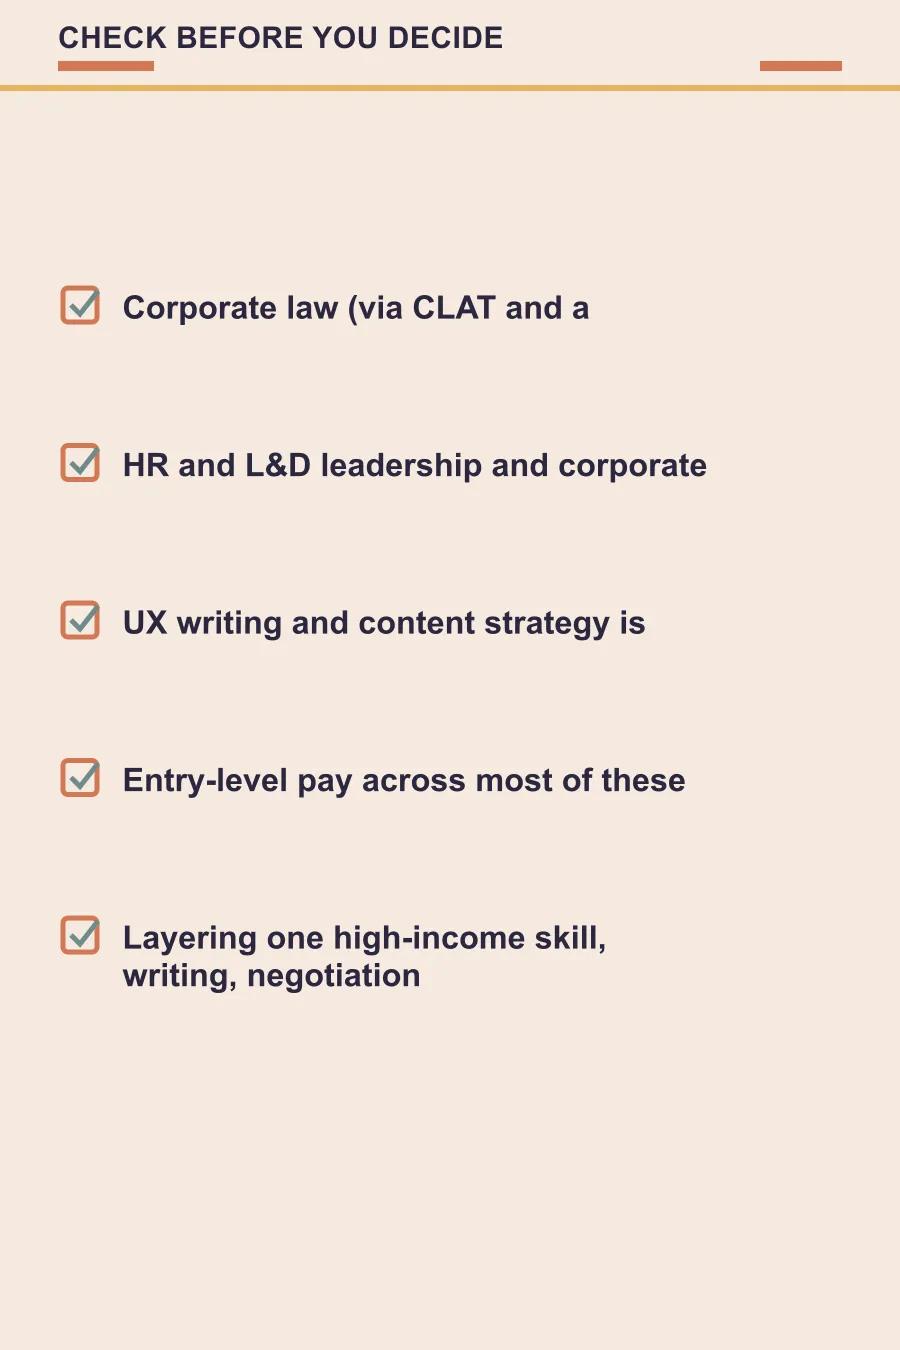 CHECK BEFORE YOU DECIDE
Corporate law (via CLAT and a
HR and L&D leadership and corporate
UX writing and content strategy is
Entry-level pay across most of these
Layering one high-income skill,
writing, negotiation